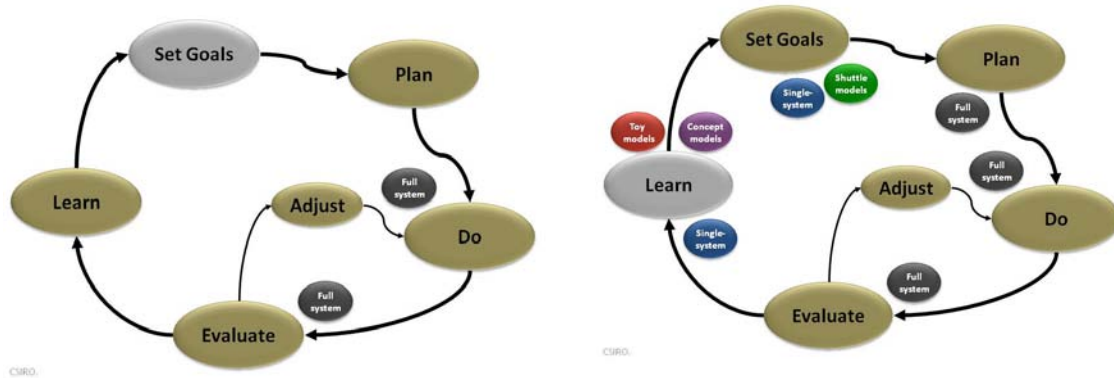 Set Goals
Plan
Full
system
Learn
Adjust
Do
Full
system
Evaluate
CSIRO.
Set Goals
Plan
Shuttle
models
Single-
system
Full
system
Toy
models
Concept
models
Full
system
Learn
Adjust
Do
Single-
system
Full
system
Evaluate
CSIRO.